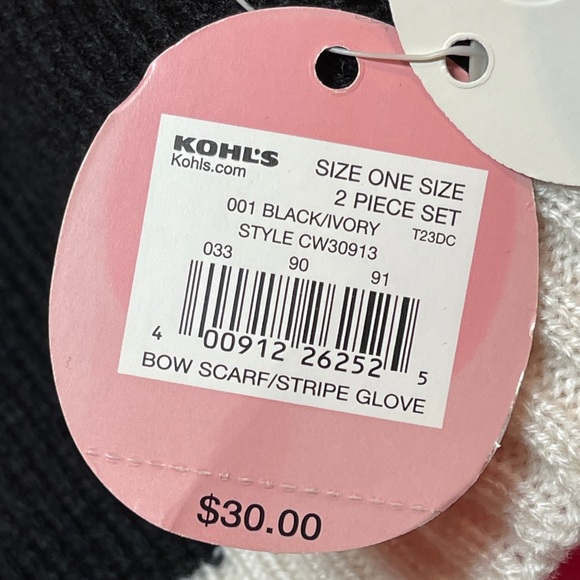 KOHL'S
Kohls.com
SIZE ONE SIZE
2 PIECE SET
001 BLACK/IVORY
T23DC
STYLE CW30913
033 90 91
4 00912 26252 5
BOW SCARF/STRIPE GLOVE
$30.00